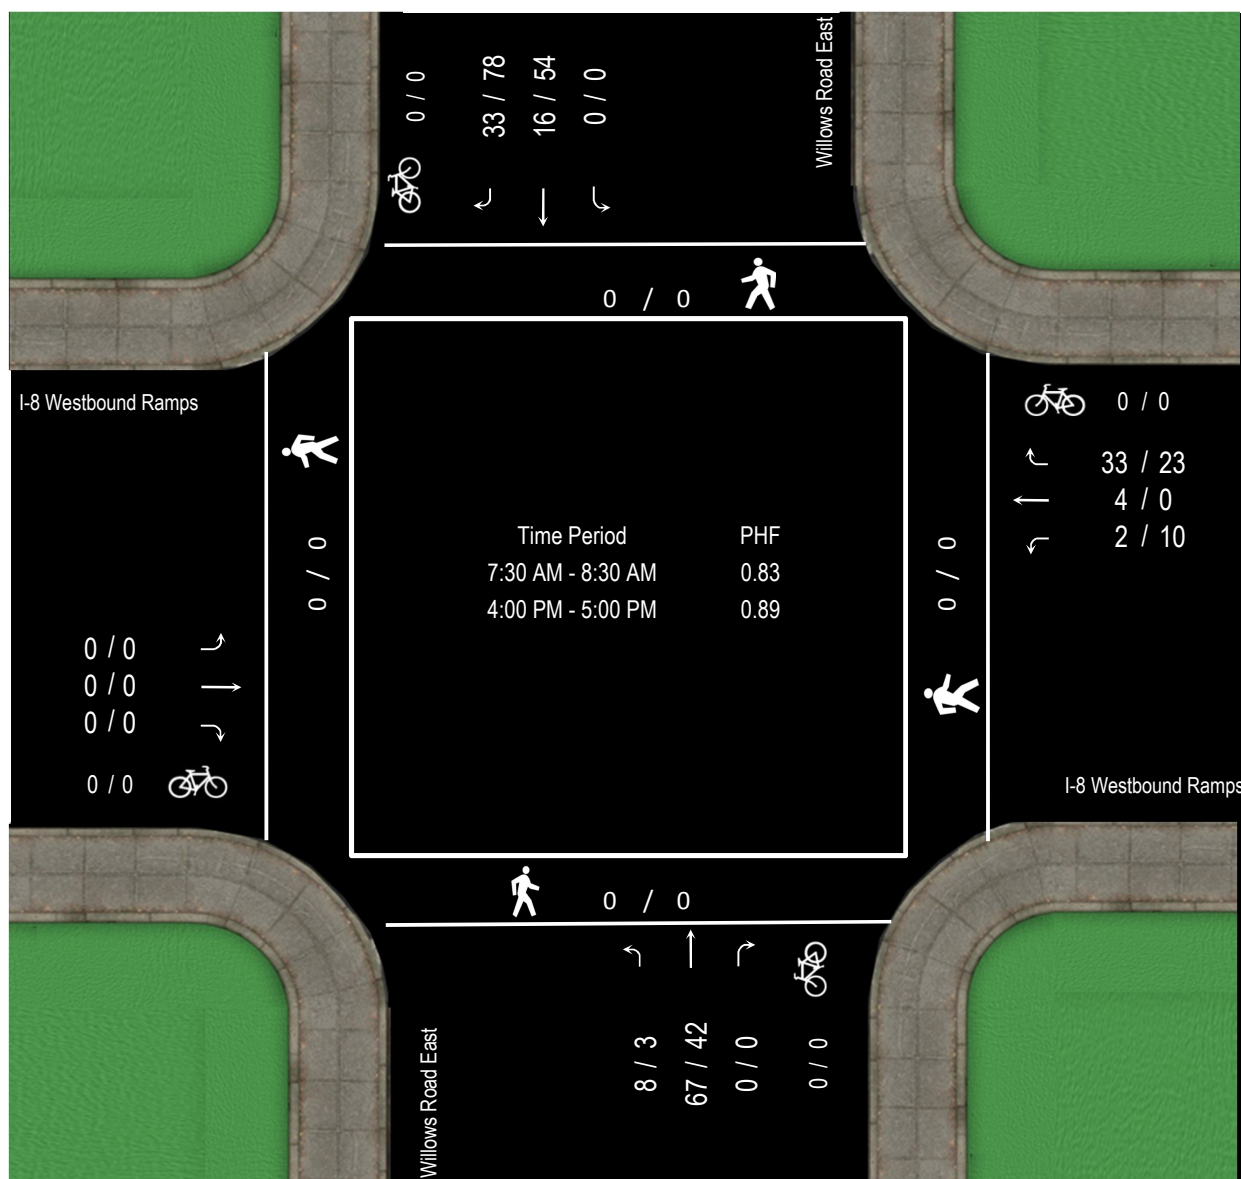 0 / 0
33 / 78
16 / 54
0 / 0
Willows Road East
0 / 0
I-8 Westbound Ramps
0 / 0
0 / 0
33 / 23
4 / 0
2 / 10
0 / 0
Time Period PHF
7:30 AM - 8:30 AM 0.83
4:00 PM - 5:00 PM 0.89
0 / 0
0 / 0
0 / 0
0 / 0
0 / 0
I-8 Westbound Ramps
0 / 0
Willows Road East
8 / 3
67 / 42
0 / 0
0 / 0